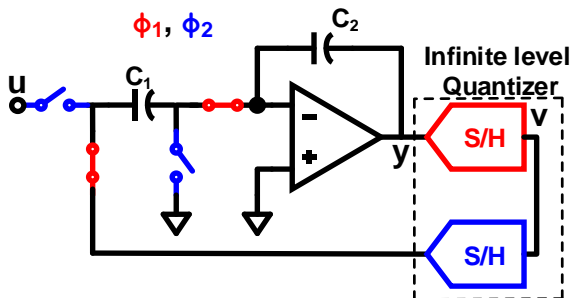 ϕ₁, ϕ₂
C₂
Infinite level
Quantizer
u
C₁
−
+
y
v
S/H
S/H